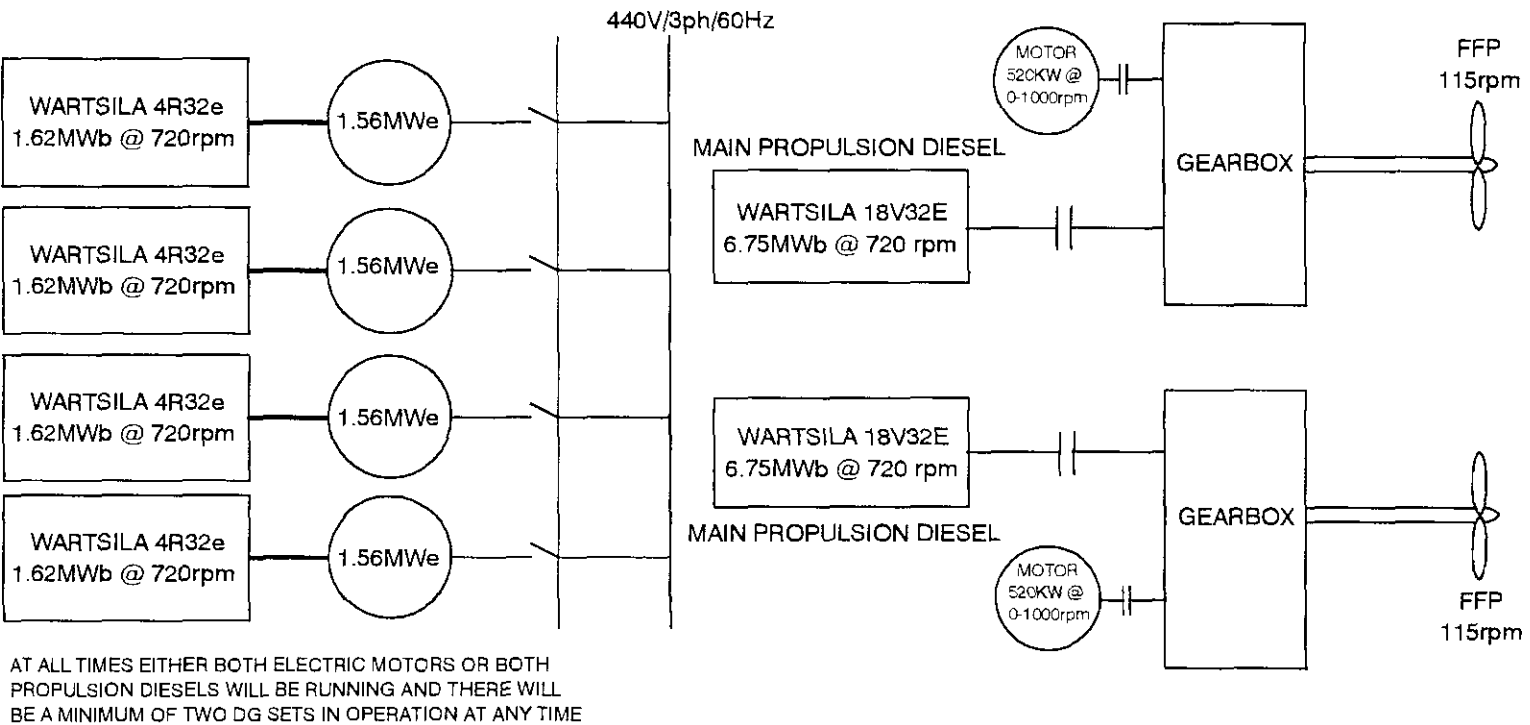 440V/3ph/60Hz
WARTSILA 4R32e
1.62MWb @ 720rpm
1.56MWe
WARTSILA 4R32e
1.62MWb @ 720rpm
1.56MWe
WARTSILA 4R32e
1.62MWb @ 720rpm
1.56MWe
WARTSILA 4R32e
1.62MWb @ 720rpm
1.56MWe
MOTOR
520KW @
0-1000rpm
MAIN PROPULSION DIESEL
WARTSILA 18V32E
6.75MWb @ 720 rpm
GEARBOX
FFP
115rpm
WARTSILA 18V32E
6.75MWb @ 720 rpm
MAIN PROPULSION DIESEL
MOTOR
520KW @
0-1000rpm
GEARBOX
FFP
115rpm
AT ALL TIMES EITHER BOTH ELECTRIC MOTORS OR BOTH
PROPULSION DIESELS WILL BE RUNNING AND THERE WILL
BE A MINIMUM OF TWO DG SETS IN OPERATION AT ANY TIME